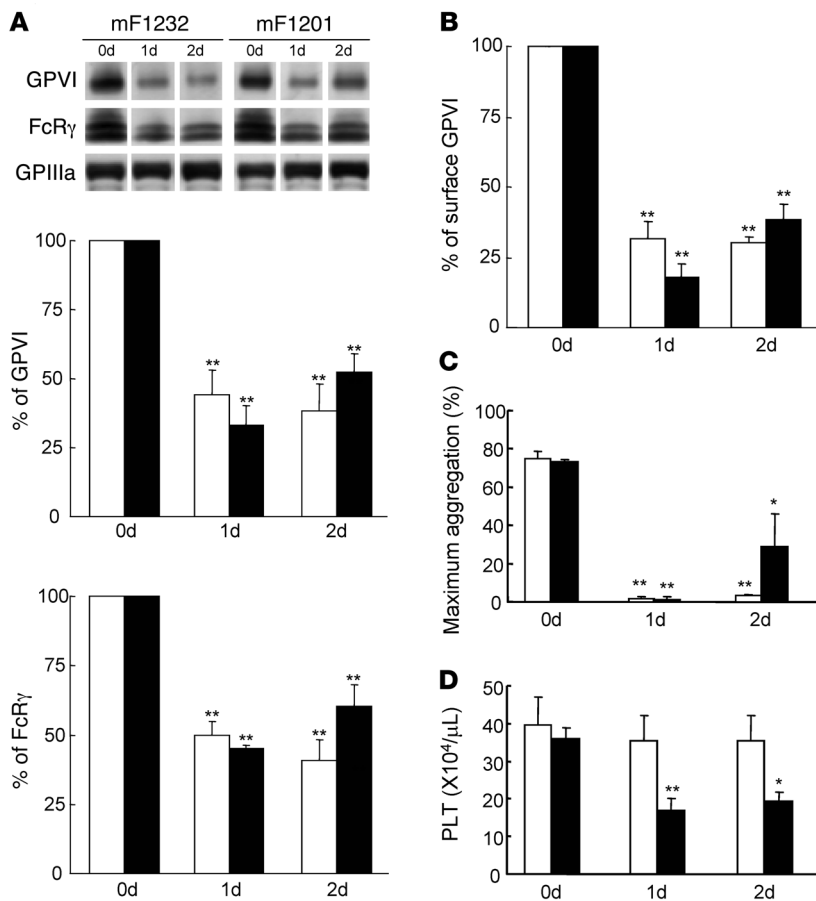 A
mF1232 mF1201
0d 1d 2d 0d 1d 2d
GPVI
FcRγ
GPIIIa
% of GPVI
100
75
50
25
0
** ** ** **
0d 1d 2d
% of FcRγ
100
75
50
25
0
** ** ** **
0d 1d 2d
B
% of surface GPVI
100
75
50
25
0
** ** ** **
0d 1d 2d
C
Maximum aggregation (%)
100
80
60
40
20
0
** ** ** *
0d 1d 2d
D
PLT (X10⁴/μL)
50
40
30
20
10
0
** *
0d 1d 2d